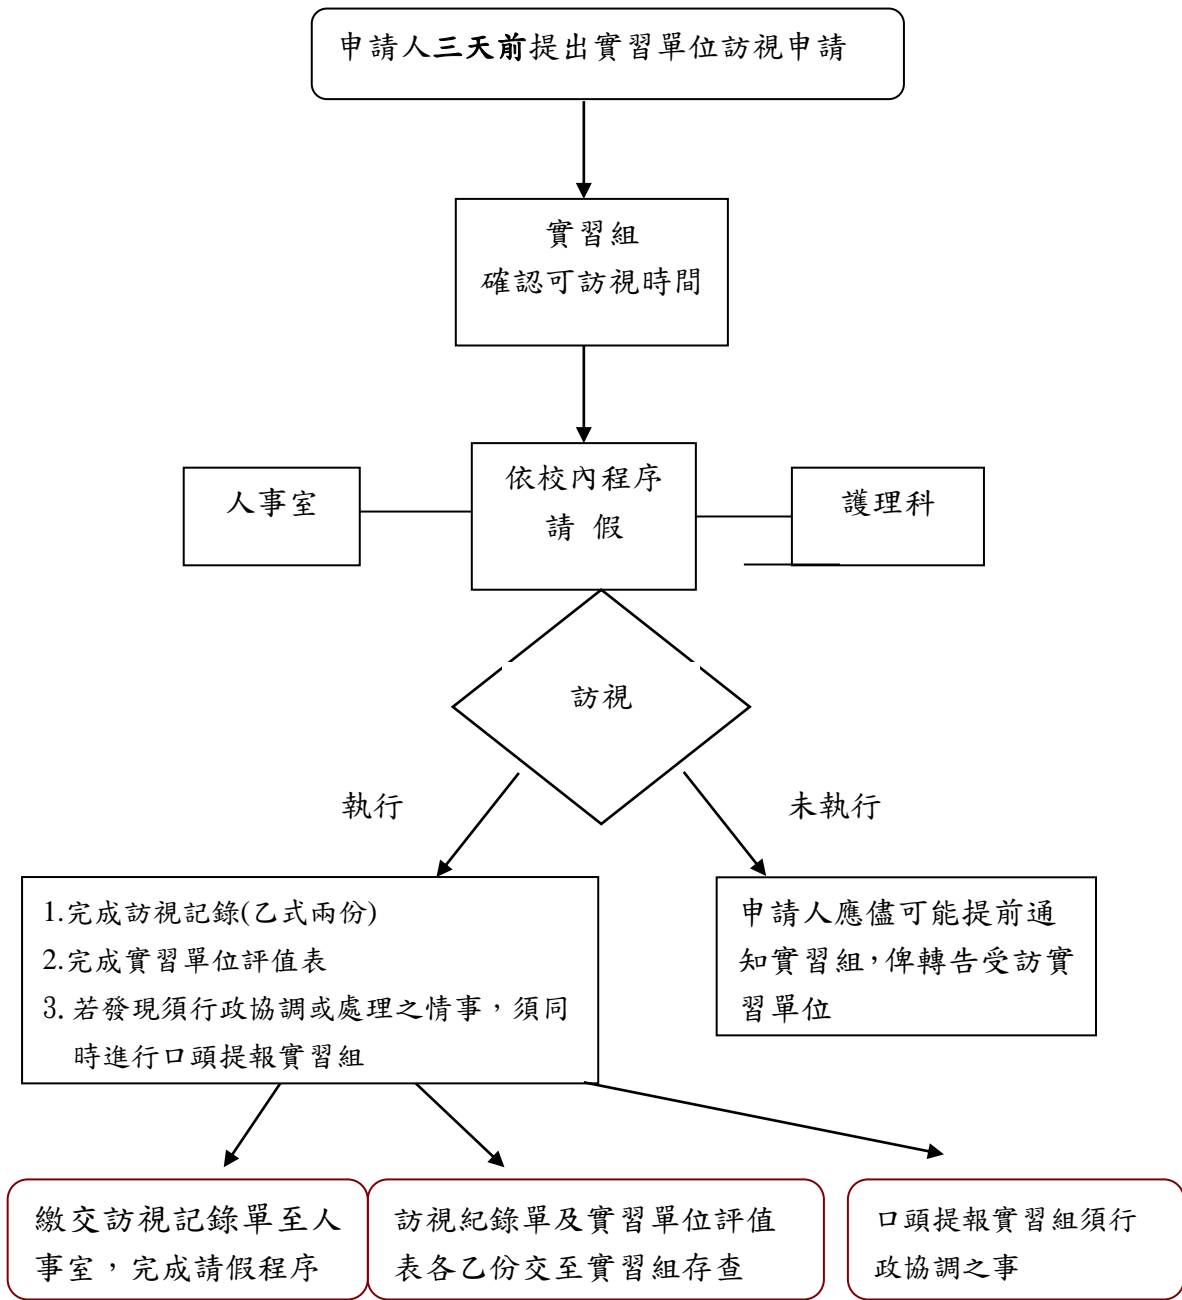 申請人三天前提出實習單位訪視申請
實習組
確認可訪視時間
人事室
依校內程序
請 假
護理科
訪視
執行
未執行
1.完成訪視記錄(乙式兩份)
2.完成實習單位評值表
3. 若發現須行政協調或處理之情事，須同
時進行口頭提報實習組
申請人應儘可能提前通
知實習組，俾轉告受訪實
習單位
繳交訪視記錄單至人
事室，完成請假程序
訪視紀錄單及實習單位評值
表各乙份交至實習組存查
口頭提報實習組須行
政協調之事